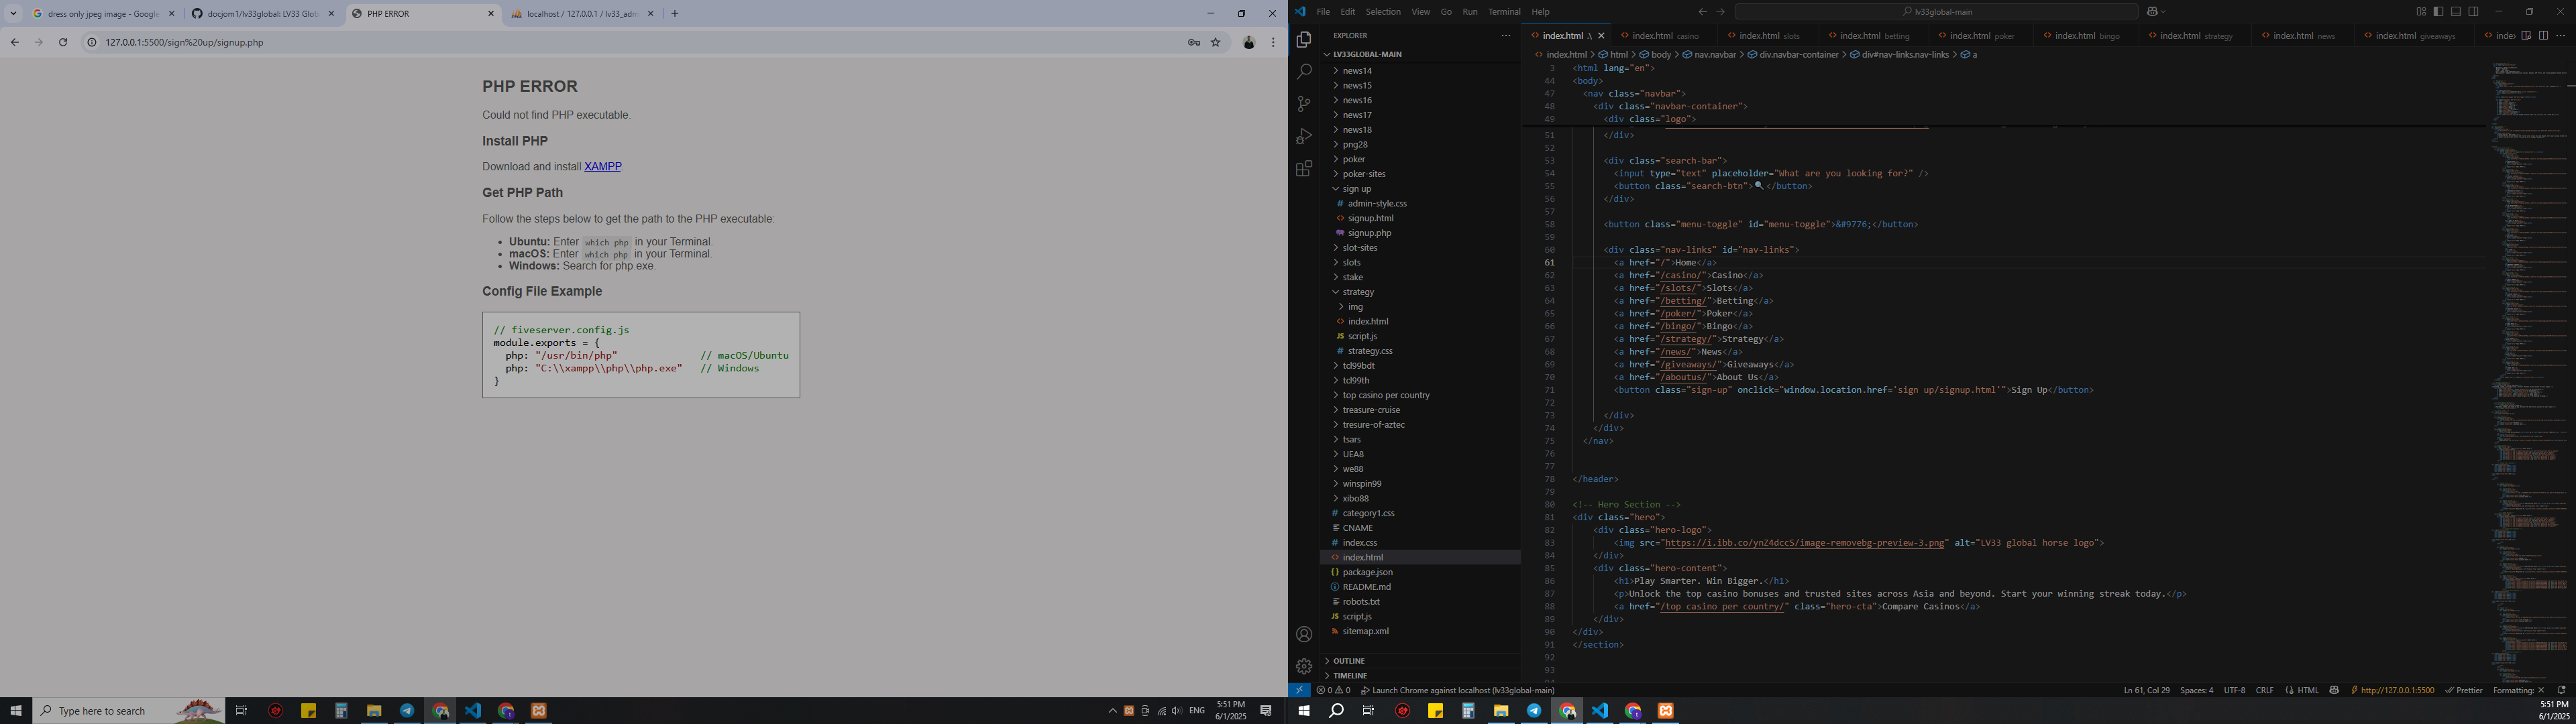 dress only jpeg image - Google
docjom1/lv33global: LV33 Glob
PHP ERROR
localhost / 127.0.0.1 / lv33_adm
127.0.0.1:5500/sign%20up/signup.php
PHP ERROR
Could not find PHP executable.
Install PHP
Download and install XAMPP.
Get PHP Path
Follow the steps below to get the path to the PHP executable:
• Ubuntu: Enter which php in your Terminal.
• macOS: Enter which php in your Terminal.
• Windows: Search for php.exe.
Config File Example
// fiveserver.config.js
module.exports = {
php: "/usr/bin/php" // macOS/Ubuntu
php: "C:\\xampp\\php\\php.exe" // Windows
}
Type here to search
ENG
5:51 PM
6/1/2025
File Edit Selection View Go Run Terminal Help
lv33global-main
EXPLORER
LV33GLOBAL-MAIN
news14
news15
news16
news17
news18
png28
poker
poker-sites
sign up
admin-style.css
signup.html
signup.php
slot-sites
slots
stake
strategy
img
index.html
script.js
strategy.css
tcl99bdt
tcl99th
top casino per country
treasure-cruise
tresure-of-aztec
tsars
UEA8
we88
winspin99
xibo88
category1.css
CNAME
index.css
index.html
package.json
README.md
robots.txt
script.js
sitemap.xml
OUTLINE
TIMELINE
index.html .\
index.html casino
index.html slots
index.html betting
index.html poker
index.html bingo
index.html strategy
index.html news
index.html giveaways
index.html > html > body > nav.navbar > div.navbar-container > div#nav-links.nav-links > a
3 <html lang="en">
44 <body>
47 <nav class="navbar">
48 <div class="navbar-container">
49 <div class="logo">
51 </div>
52
53 <div class="search-bar">
54 <input type="text" placeholder="What are you looking for?" />
55 <button class="search-btn">🔍</button>
56 </div>
57
58 <button class="menu-toggle" id="menu-toggle">&#9776;</button>
59
60 <div class="nav-links" id="nav-links">
61 <a href="/">Home</a>
62 <a href="/casino/">Casino</a>
63 <a href="/slots/">Slots</a>
64 <a href="/betting/">Betting</a>
65 <a href="/poker/">Poker</a>
66 <a href="/bingo/">Bingo</a>
67 <a href="/strategy/">Strategy</a>
68 <a href="/news/">News</a>
69 <a href="/giveaways/">Giveaways</a>
70 <a href="/aboutus/">About Us</a>
71 <button class="sign-up" onclick="window.location.href='sign up/signup.html'">Sign Up</button>
72
73 </div>
74 </div>
75 </nav>
76
77
78 </header>
79
80 <!-- Hero Section -->
81 <div class="hero">
82 <div class="hero-logo">
83 <img src="https://i.ibb.co/ynZ4dccS/image-removebg-preview-3.png" alt="LV33 global horse logo">
84 </div>
85 <div class="hero-content">
86 <h1>Play Smarter. Win Bigger.</h1>
87 <p>Unlock the top casino bonuses and trusted sites across Asia and beyond. Start your winning streak today.</p>
88 <a href="/top casino per country/" class="hero-cta">Compare Casinos</a>
89 </div>
90 </div>
91 </section>
92
93
0 0
Launch Chrome against localhost (lv33global-main)
Ln 61, Col 29 Spaces: 4 UTF-8 CRLF HTML http://127.0.0.1:5500 Prettier Formatting:
5:51 PM
6/1/2025